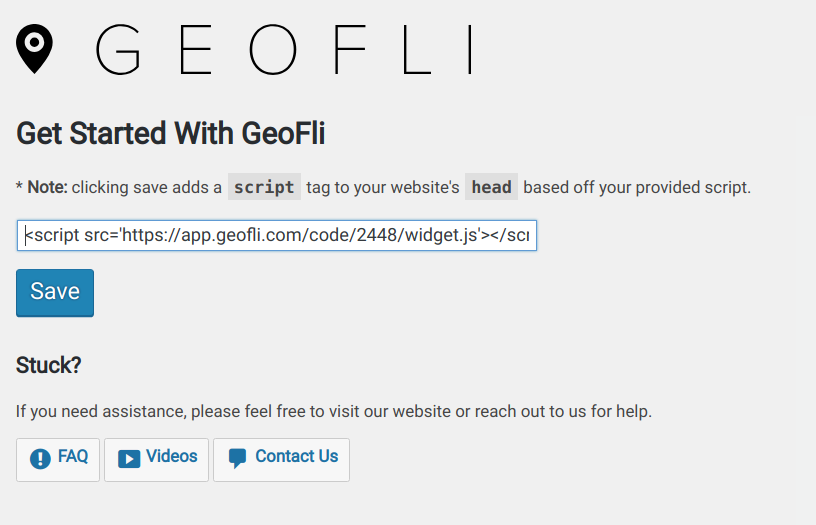 GEOFLI
Get Started With GeoFli
* Note: clicking save adds a script tag to your website's head based off your provided script.
<script src='https://app.geofli.com/code/2448/widget.js'></scri
Save
Stuck?
If you need assistance, please feel free to visit our website or reach out to us for help.
FAQ Videos Contact Us